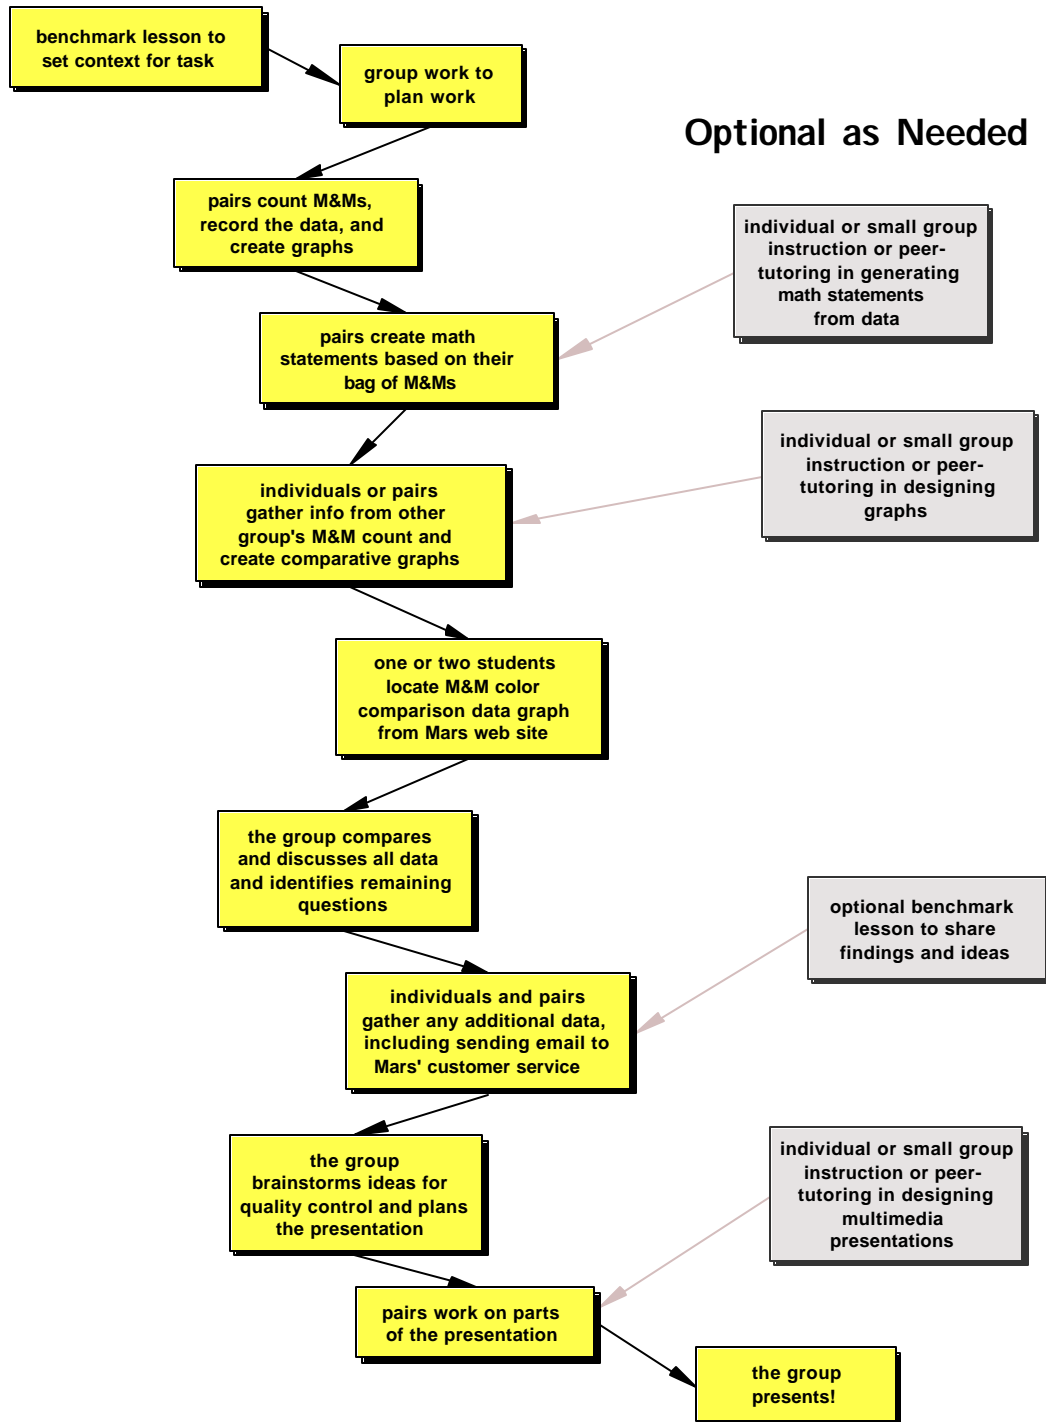 benchmark lesson to
set context for task
group work to
plan work
Optional as Needed
pairs count M&Ms,
record the data, and
create graphs
individual or small group
instruction or peer-
tutoring in generating
math statements
from data
pairs create math
statements based on their
bag of M&Ms
individual or small group
instruction or peer-
tutoring in designing
graphs
individuals or pairs
gather info from other
group's M&M count and
create comparative graphs
one or two students
locate M&M color
comparison data graph
from Mars web site
the group compares
and discusses all data
and identifies remaining
questions
optional benchmark
lesson to share
findings and ideas
individuals and pairs
gather any additional data,
including sending email to
Mars' customer service
the group
brainstorms ideas for
quality control and plans
the presentation
individual or small group
instruction or peer-
tutoring in designing
multimedia
presentations
pairs work on parts
of the presentation
the group
presents!